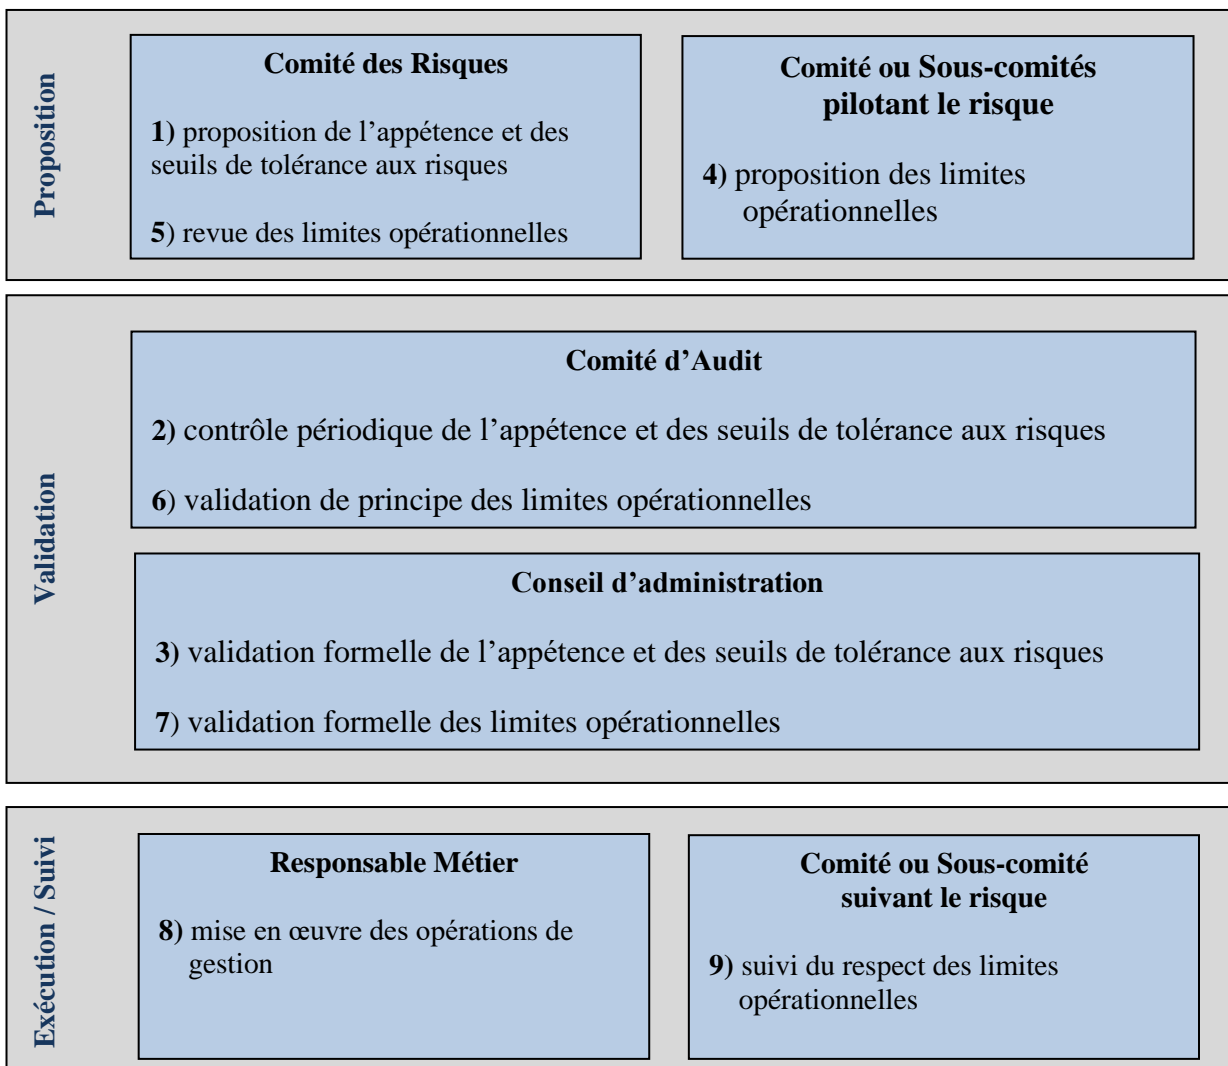 Proposition
Comité des Risques
1) proposition de l’appétence et des
seuils de tolérance aux risques
5) revue des limites opérationnelles
Comité ou Sous-comités
pilotant le risque
4) proposition des limites
opérationnelles
Validation
Comité d’Audit
2) contrôle périodique de l’appétence et des seuils de tolérance aux risques
6) validation de principe des limites opérationnelles
Conseil d’administration
3) validation formelle de l’appétence et des seuils de tolérance aux risques
7) validation formelle des limites opérationnelles
Exécution / Suivi
Responsable Métier
8) mise en œuvre des opérations de
gestion
Comité ou Sous-comité
suivant le risque
9) suivi du respect des limites
opérationnelles